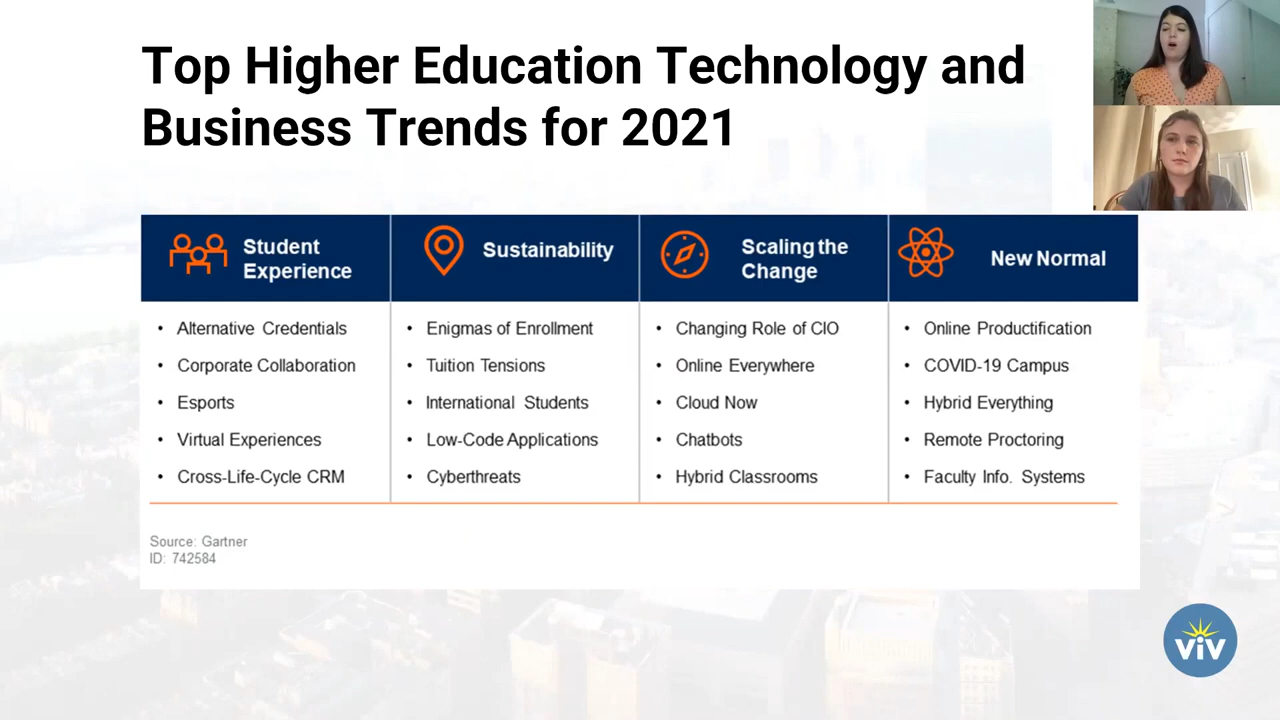 Top Higher Education Technology and
Business Trends for 2021
Student
Experience
• Alternative Credentials
• Corporate Collaboration
• Esports
• Virtual Experiences
• Cross-Life-Cycle CRM
Sustainability
• Enigmas of Enrollment
• Tuition Tensions
• International Students
• Low-Code Applications
• Cyberthreats
Scaling the
Change
• Changing Role of CIO
• Online Everywhere
• Cloud Now
• Chatbots
• Hybrid Classrooms
New Normal
• Online Productification
• COVID-19 Campus
• Hybrid Everything
• Remote Proctoring
• Faculty Info. Systems
Source: Gartner
ID: 742584
viv